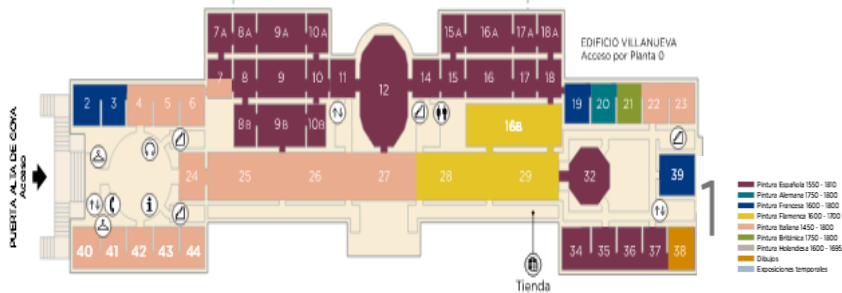 7A 8A 9A 10A
15A 16A 17A 18A
EDIFICIO VILLANUEVA
Acceso por Planta 0
7 8 9 10 11 12 14 15 16 17 18
2 3 4 5 6
19 20 21 22 23
8B 9B 10B
16B
PUERTA ALTA DE GOYA
Acceso
24 25 26 27 28 29 32 39
40 41 42 43 44
34 35 36 37 38
Tienda
1
Pintura Española 1550 - 1810
Pintura Alemana 1750 - 1800
Pintura Francesa 1600 - 1800
Pintura Flamenca 1600 - 1700
Pintura Italiana 1450 - 1800
Pintura Británica 1750 - 1800
Pintura Holandesa 1600 - 1695
Dibujos
Exposiciones temporales